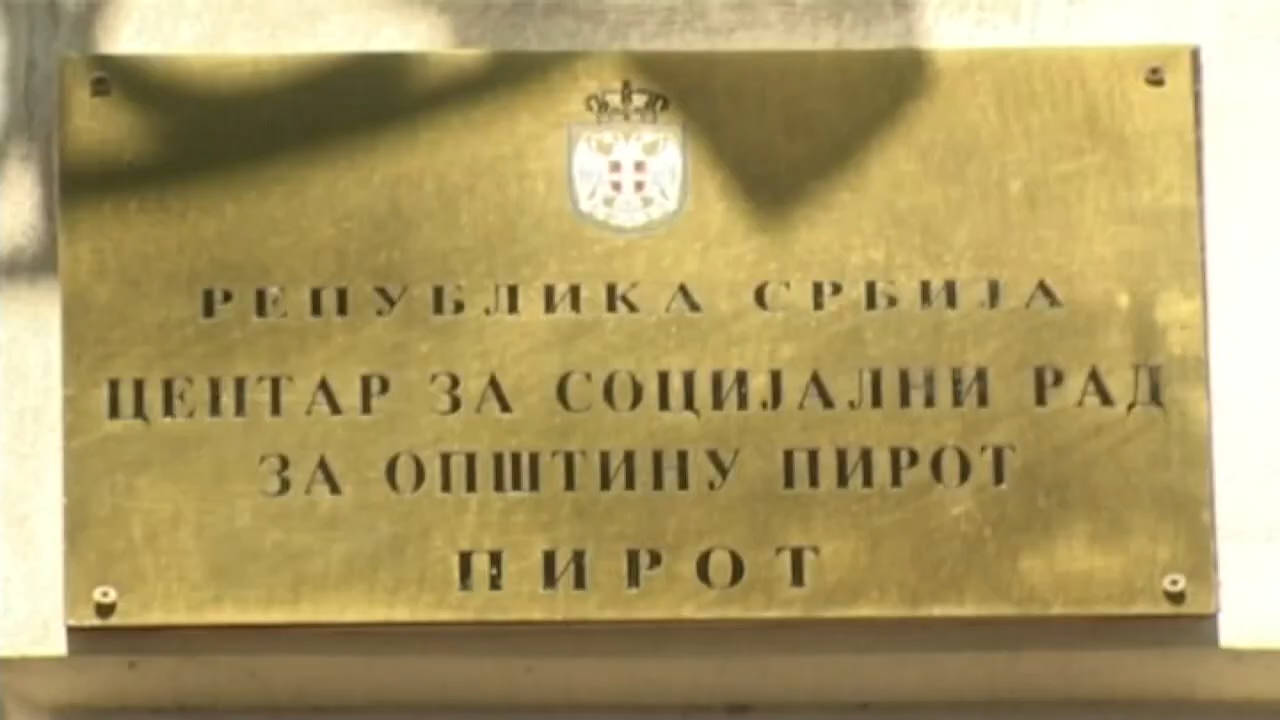 РЕПУБЛИКА СРБИЈА
ЦЕНТАР ЗА СОЦИЈАЛНИ РАД
ЗА ОПШТИНУ ПИРОТ
ПИРОТ